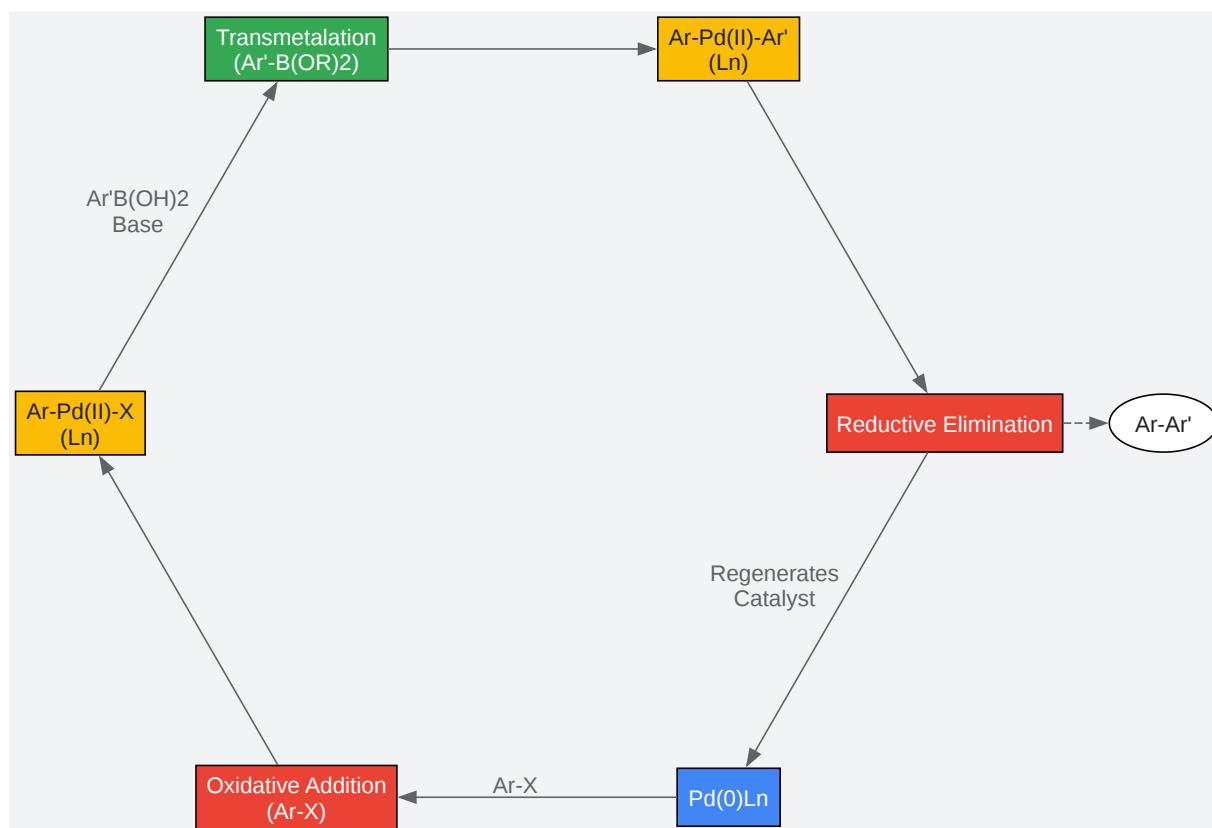 Transmetalation
(Ar'-B(OR)2)
Ar-Pd(II)-Ar'
(Ln)
Ar'B(OH)2
Base
Ar-Pd(II)-X
(Ln)
Reductive Elimination
Ar-Ar'
Regenerates
Catalyst
Oxidative Addition
(Ar-X)
Ar-X
Pd(0)Ln